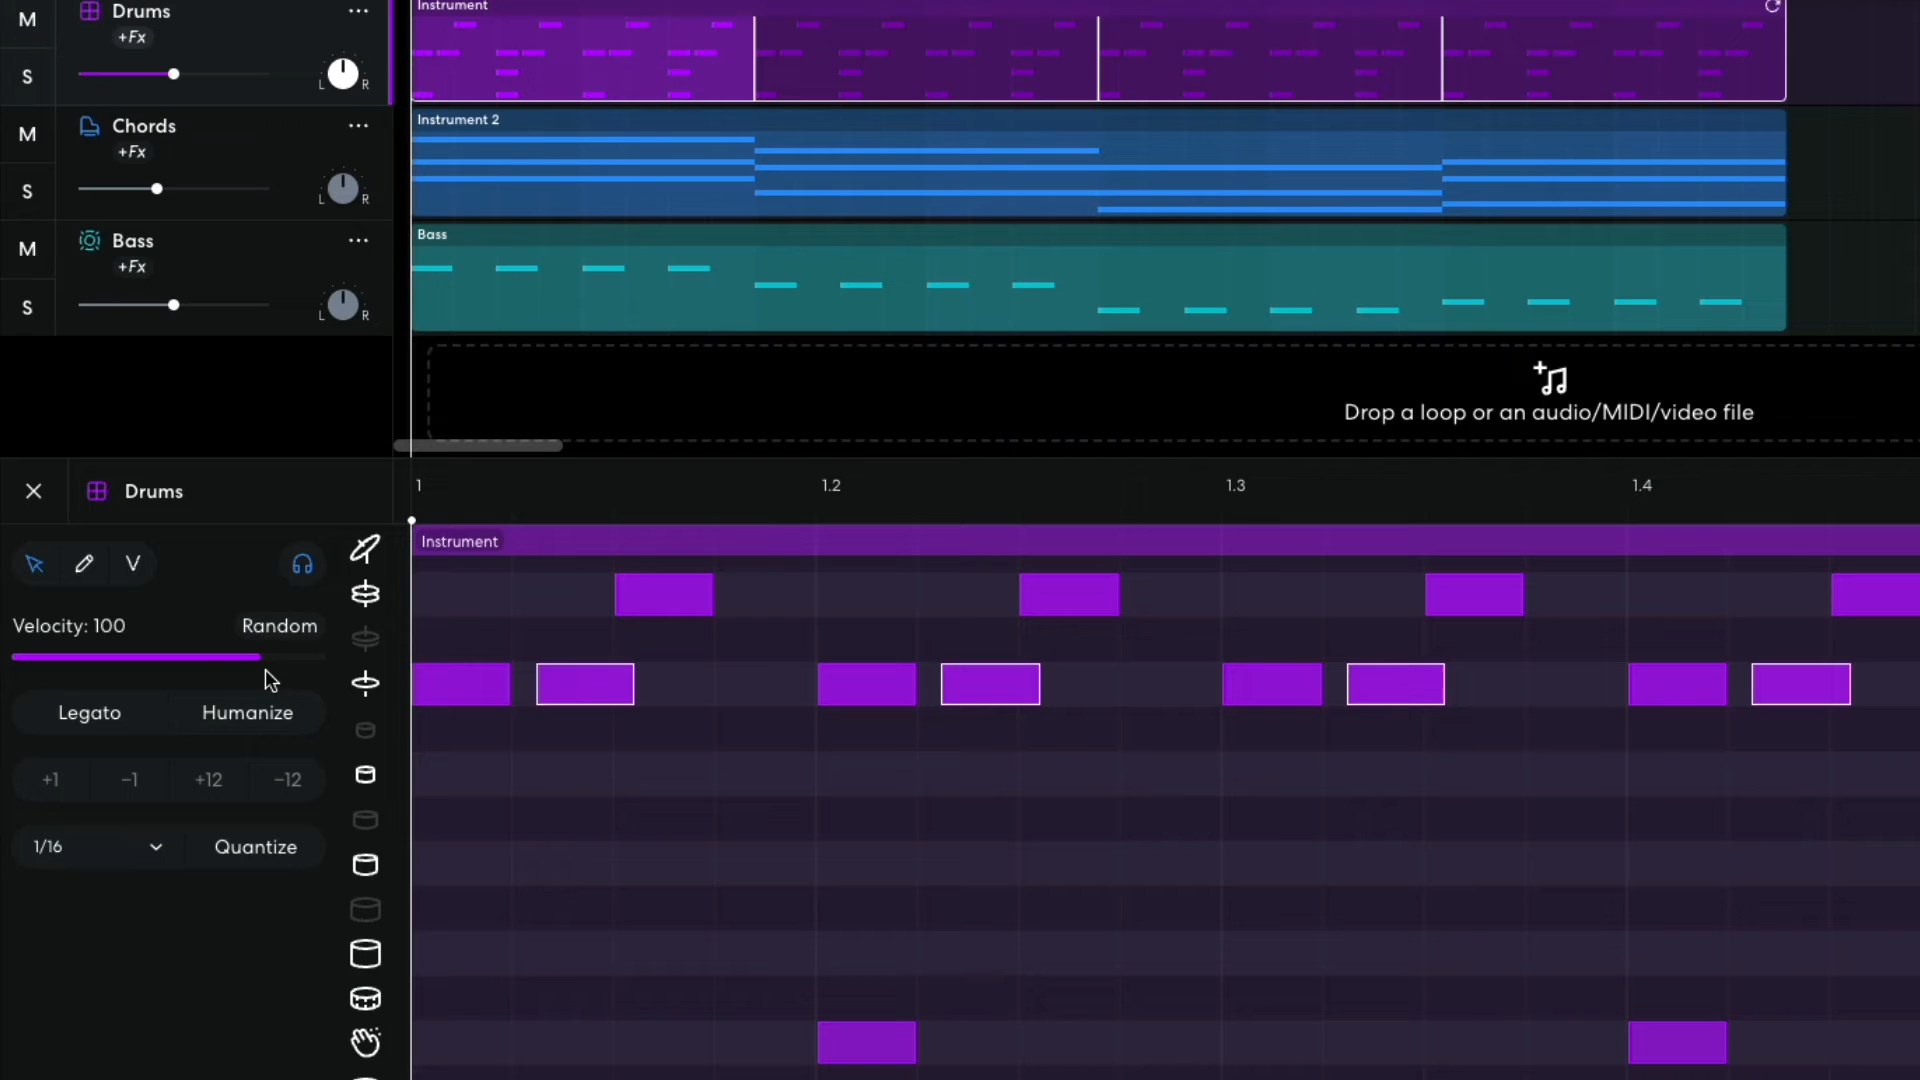 M
Drums
...
+Fx
S
L
R
Instrument
M
Chords
...
+Fx
S
L
R
Instrument 2
M
Bass
...
+Fx
S
L
R
Bass
Drop a loop or an audio/MIDI/video file
Drums
1
1.2
1.3
1.4
Instrument
V
Velocity: 100
Random
Legato
Humanize
+1
−1
+12
−12
1/16
Quantize